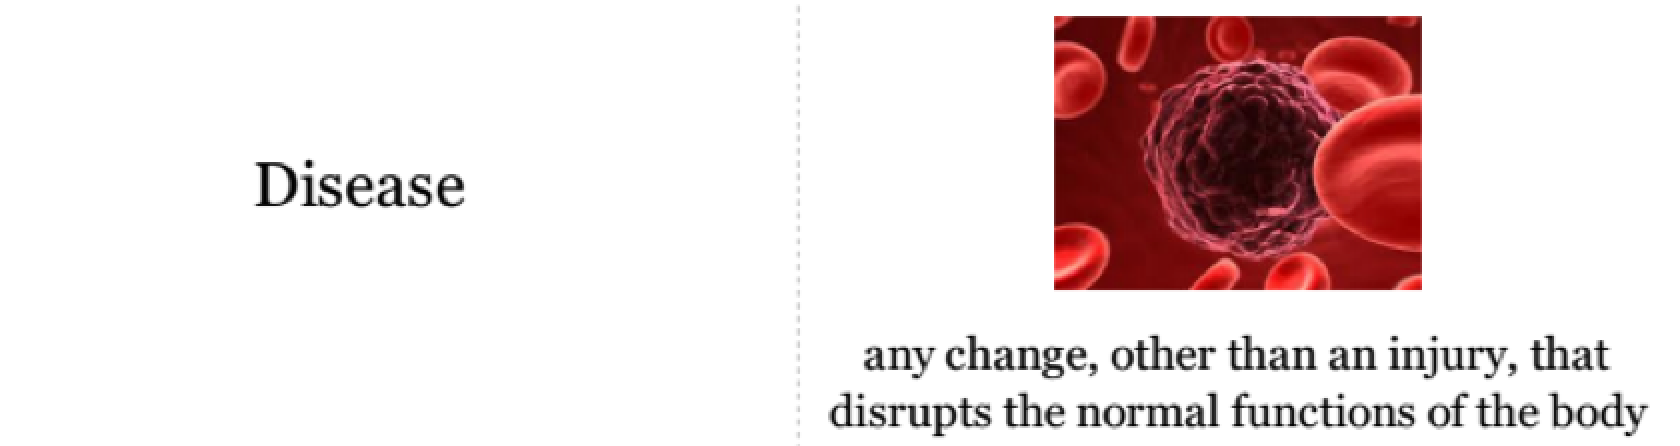 Disease
any change, other than an injury, that
disrupts the normal functions of the body